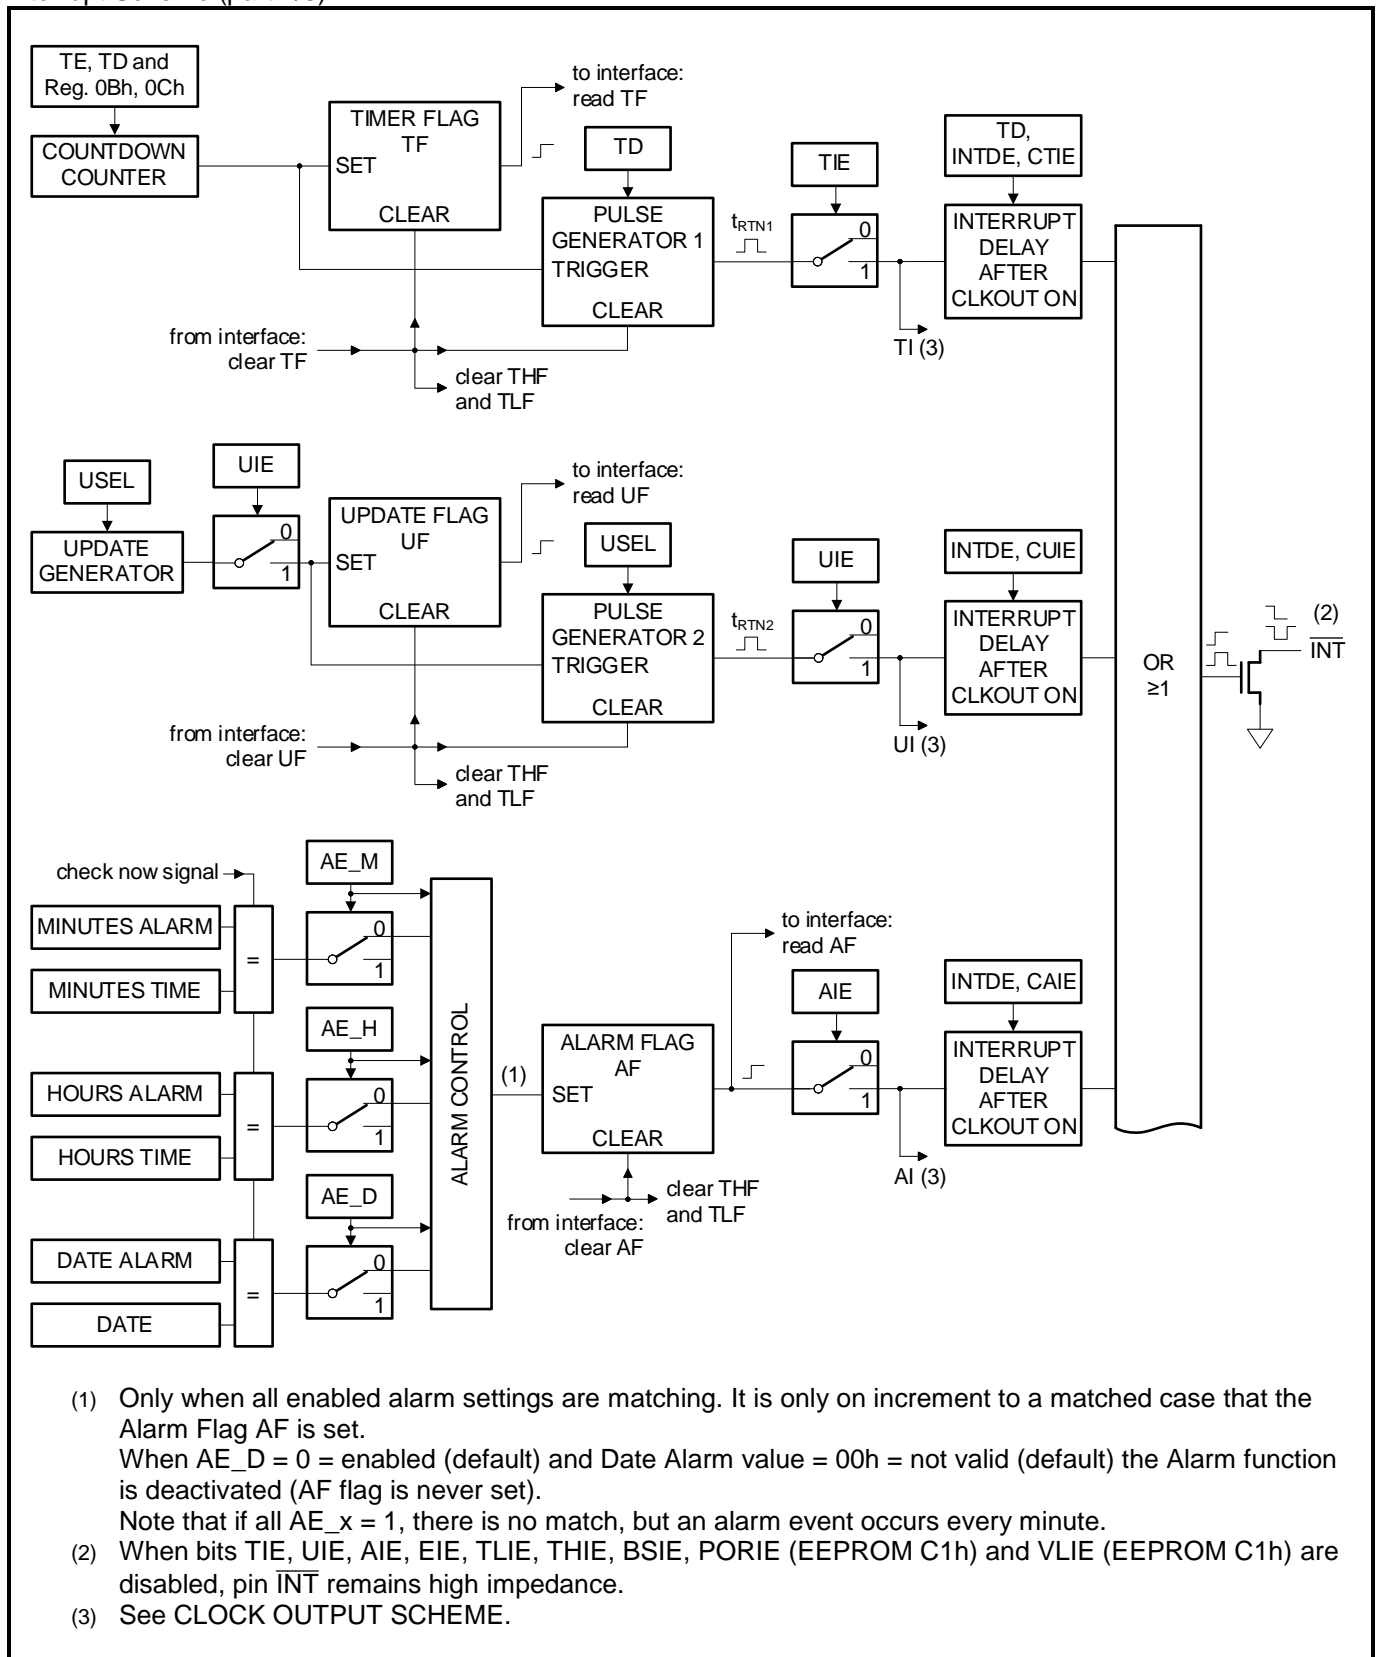 TE, TD and
Reg. 0Bh, 0Ch
COUNTDOWN
COUNTER
TIMER FLAG
TF
SET
CLEAR
to interface:
read TF
TD
PULSE
GENERATOR 1
TRIGGER
CLEAR
tRTN1
TIE
0
1
TD,
INTDE, CTIE
INTERRUPT
DELAY
AFTER
CLKOUT ON
TI (3)
from interface:
clear TF
clear THF
and TLF
USEL
UPDATE
GENERATOR
UIE
0
1
UPDATE FLAG
UF
SET
CLEAR
to interface:
read UF
USEL
PULSE
GENERATOR 2
TRIGGER
CLEAR
tRTN2
UIE
0
1
INTDE, CUIE
INTERRUPT
DELAY
AFTER
CLKOUT ON
UI (3)
from interface:
clear UF
clear THF
and TLF
OR
≥1
(2)
INT
check now signal
MINUTES ALARM
MINUTES TIME
=
AE_M
0
1
HOURS ALARM
HOURS TIME
=
AE_H
0
1
DATE ALARM
DATE
=
AE_D
0
1
ALARM CONTROL
(1)
ALARM FLAG
AF
SET
CLEAR
to interface:
read AF
AIE
0
1
INTDE, CAIE
INTERRUPT
DELAY
AFTER
CLKOUT ON
AI (3)
clear THF
and TLF
from interface:
clear AF
(1) Only when all enabled alarm settings are matching. It is only on increment to a matched case that the
Alarm Flag AF is set.
When AE_D = 0 = enabled (default) and Date Alarm value = 00h = not valid (default) the Alarm function
is deactivated (AF flag is never set).
Note that if all AE_x = 1, there is no match, but an alarm event occurs every minute.
(2) When bits TIE, UIE, AIE, EIE, TLIE, THIE, BSIE, PORIE (EEPROM C1h) and VLIE (EEPROM C1h) are
disabled, pin INT remains high impedance.
(3) See CLOCK OUTPUT SCHEME.